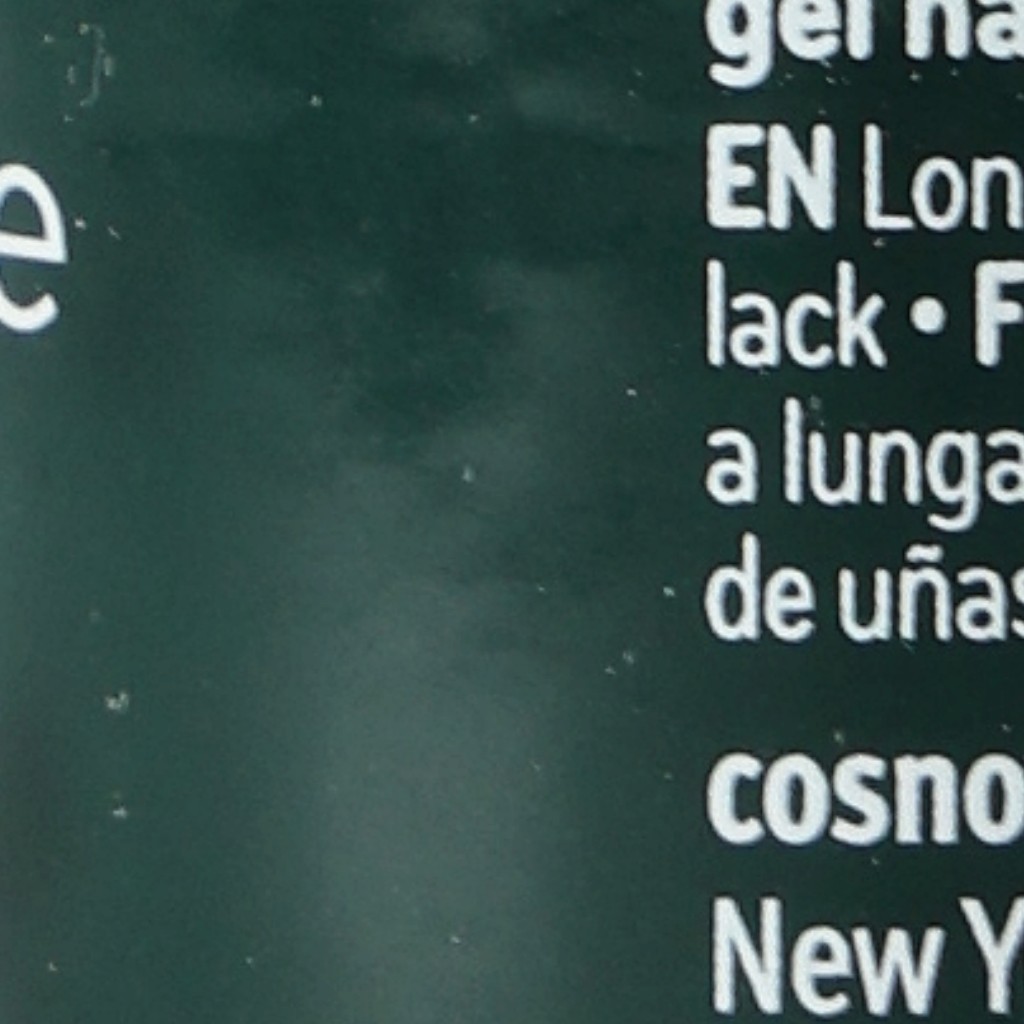 e
gel na
EN Lon
lack • F
a lunga
de uñas
cosno
New Y